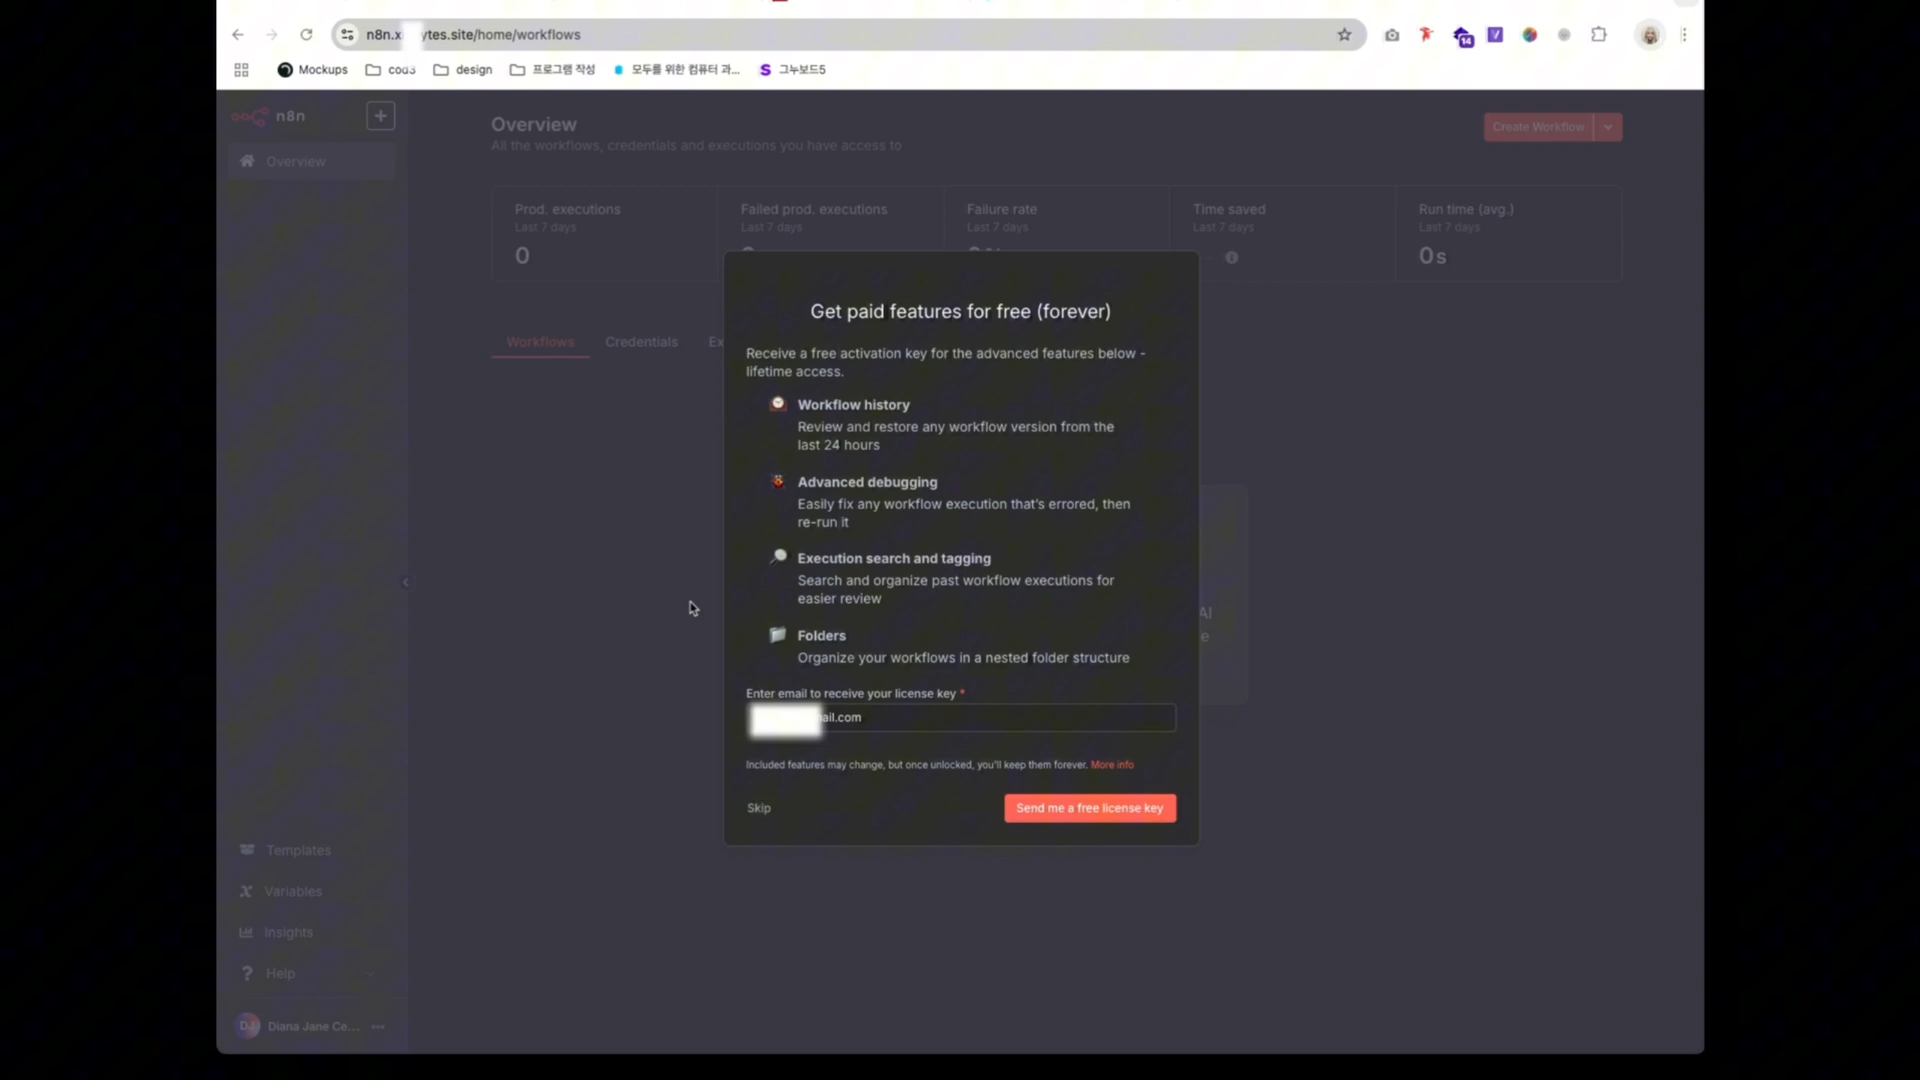 ytes.site/home/workflows
14
Mockups
cod3
design
프로그램 작성
모두를 위한 컴퓨터 과...
그누보드5
n8n
Overview
Overview
All the workflows, credentials and executions you have access to
Create Workflow
Prod. executions
Last 7 days
0
Failed prod. executions
Last 7 days
Failure rate
Last 7 days
Time saved
Last 7 days
Run time (avg.)
Last 7 days
0s
Workflows
Credentials
Ex
Get paid features for free (forever)
Receive a free activation key for the advanced features below -
lifetime access.
Workflow history
Review and restore any workflow version from the
last 24 hours
Advanced debugging
Easily fix any workflow execution that's errored, then
re-run it
Execution search and tagging
Search and organize past workflow executions for
easier review
Folders
Organize your workflows in a nested folder structure
Enter email to receive your license key *
ail.com
Included features may change, but once unlocked, you'll keep them forever. More info
Skip
Send me a free license key
AI
e
Templates
Variables
Insights
Help
DJ
Diana Jane Ce...